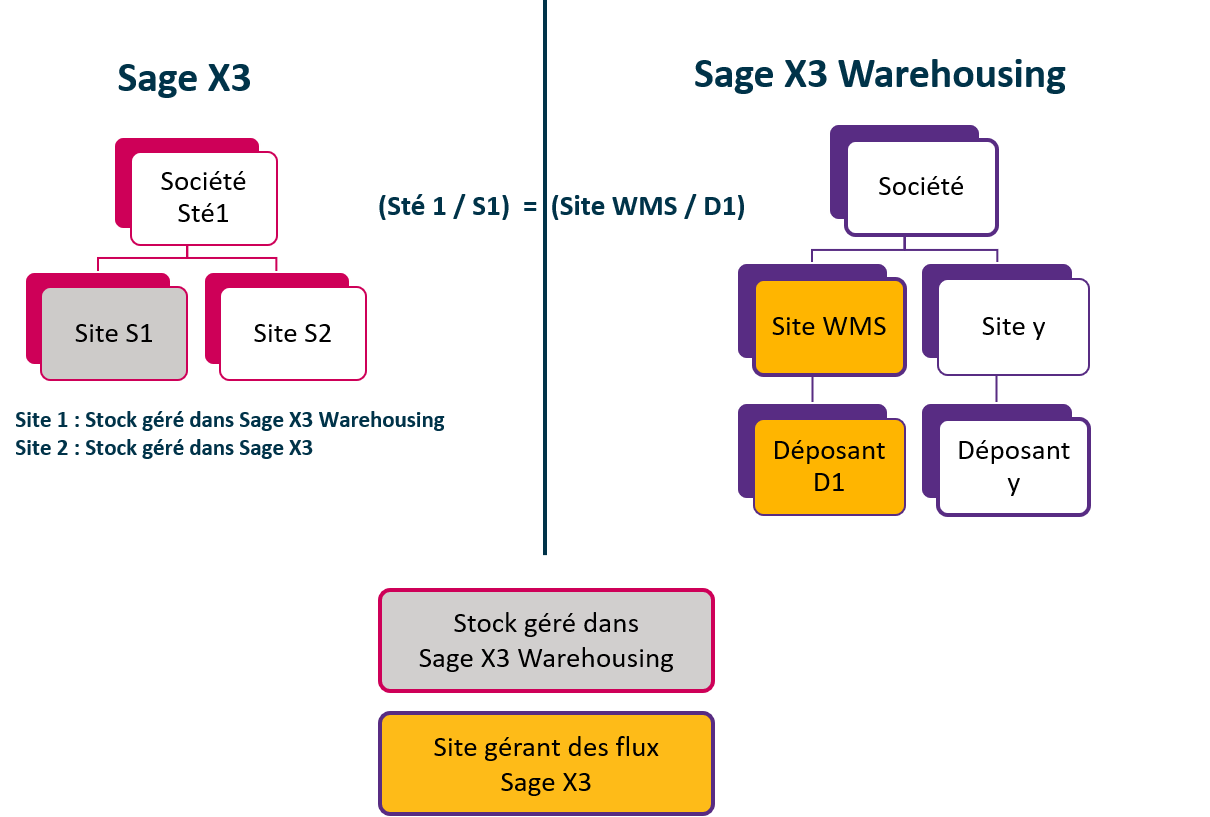 Sage X3
Sage X3 Warehousing
Société
Sté1
Société
(Sté 1 / S1) = (Site WMS / D1)
Site S1
Site S2
Site WMS
Site y
Site 1 : Stock géré dans Sage X3 Warehousing
Site 2 : Stock géré dans Sage X3
Déposant
D1
Déposant
y
Stock géré dans
Sage X3 Warehousing
Site gérant des flux
Sage X3